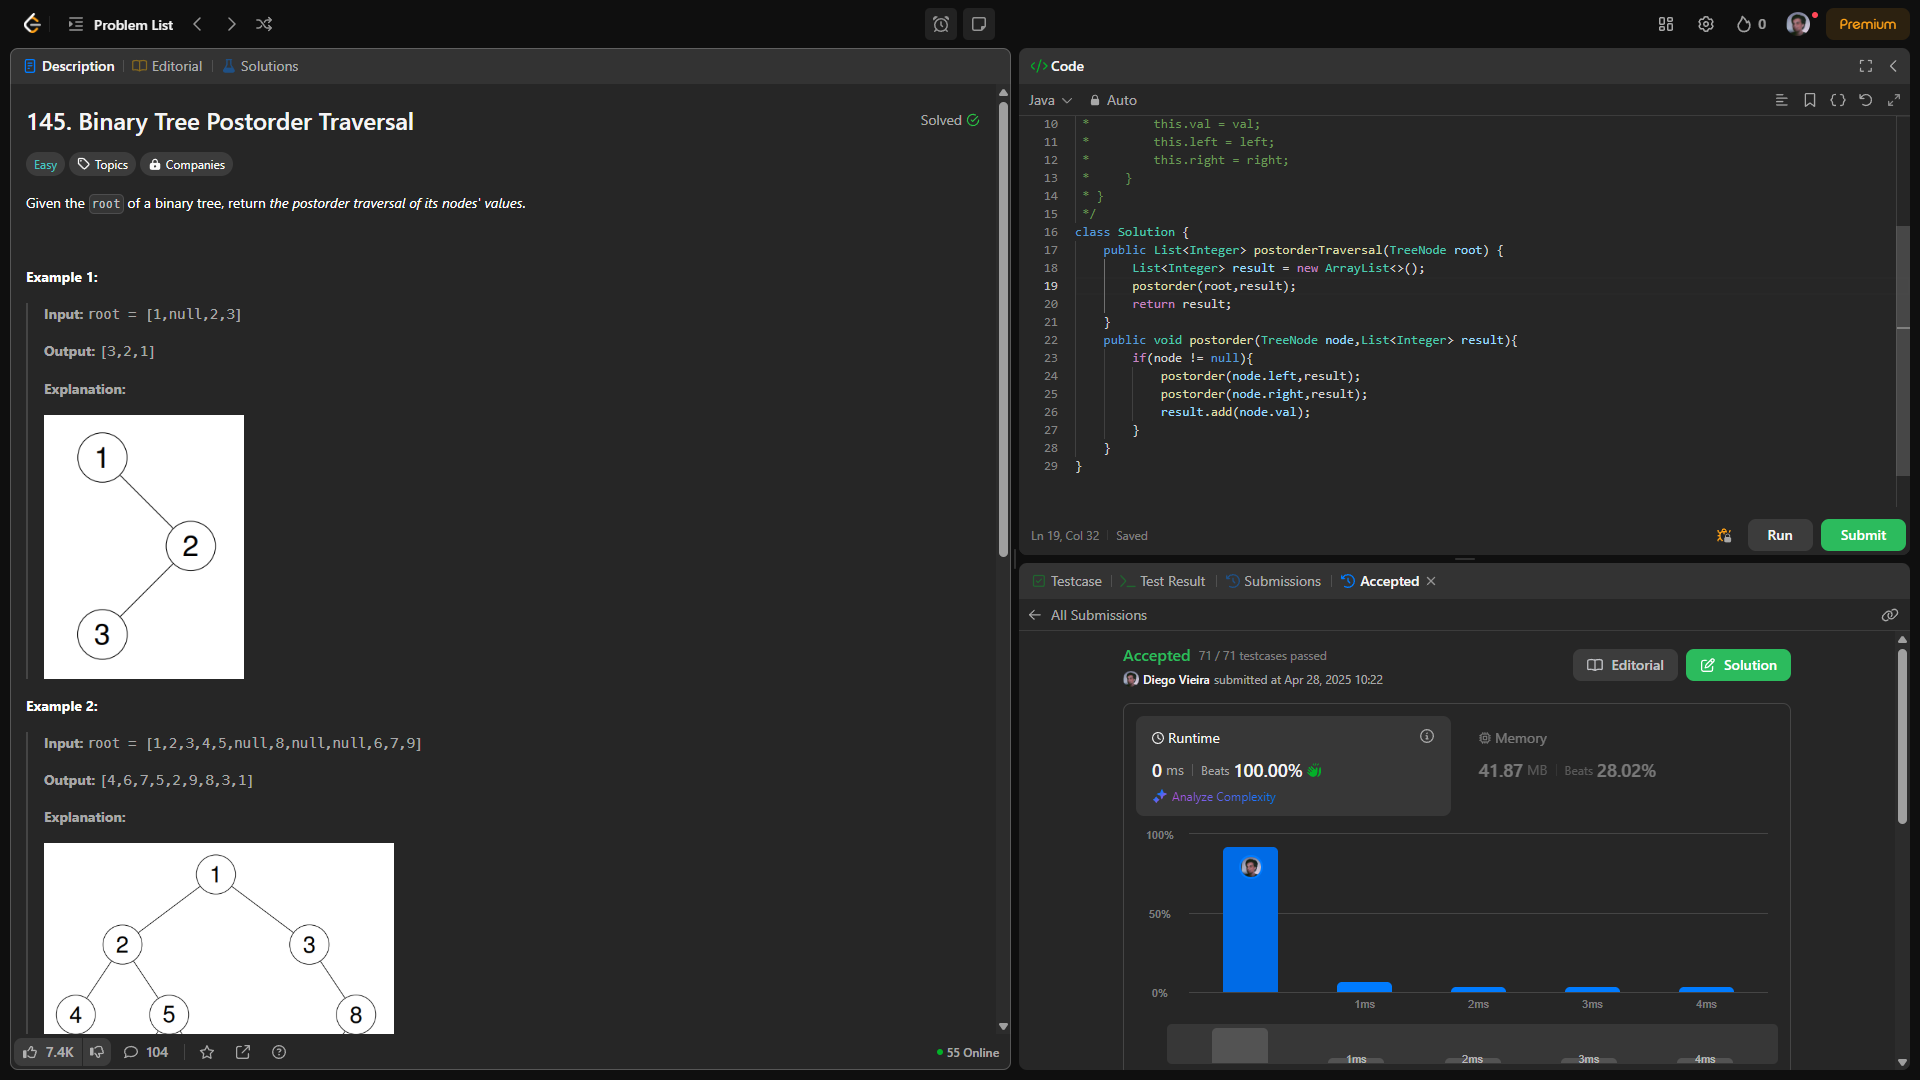 Problem List
0
Premium
Description
Editorial
Solutions
145. Binary Tree Postorder Traversal
Solved
Easy
Topics
Companies
Given the root of a binary tree, return the postorder traversal of its nodes' values.
Example 1:
Input: root = [1,null,2,3]
Output: [3,2,1]
Explanation:
1
2
3
Example 2:
Input: root = [1,2,3,4,5,null,8,null,null,6,7,9]
Output: [4,6,7,5,2,9,8,3,1]
Explanation:
1
2
3
4
5
8
7.4K
104
55 Online
</> Code
Java
Auto
10 * this.val = val;
11 * this.left = left;
12 * this.right = right;
13 * }
14 * }
15 */
16 class Solution {
17 public List<Integer> postorderTraversal(TreeNode root) {
18 List<Integer> result = new ArrayList<>();
19 postorder(root,result);
20 return result;
21 }
22 public void postorder(TreeNode node,List<Integer> result){
23 if(node != null){
24 postorder(node.left,result);
25 postorder(node.right,result);
26 result.add(node.val);
27 }
28 }
29 }
Ln 19, Col 32
Saved
Run
Submit
Testcase
Test Result
Submissions
Accepted
All Submissions
Accepted 71 / 71 testcases passed
Diego Vieira submitted at Apr 28, 2025 10:22
Editorial
Solution
Runtime
0 ms Beats 100.00%
Analyze Complexity
Memory
41.87 MB Beats 28.02%
100%
50%
0%
1ms
2ms
3ms
4ms
1ms
2ms
3ms
4ms